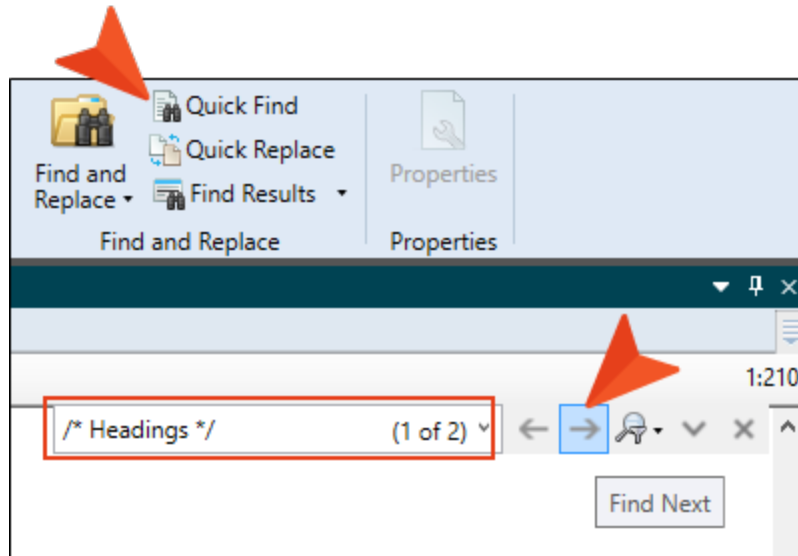 Quick Find
Quick Replace
Find and
Replace
Find Results
Properties
Find and Replace
Properties
1:210
/* Headings */ (1 of 2)
Find Next